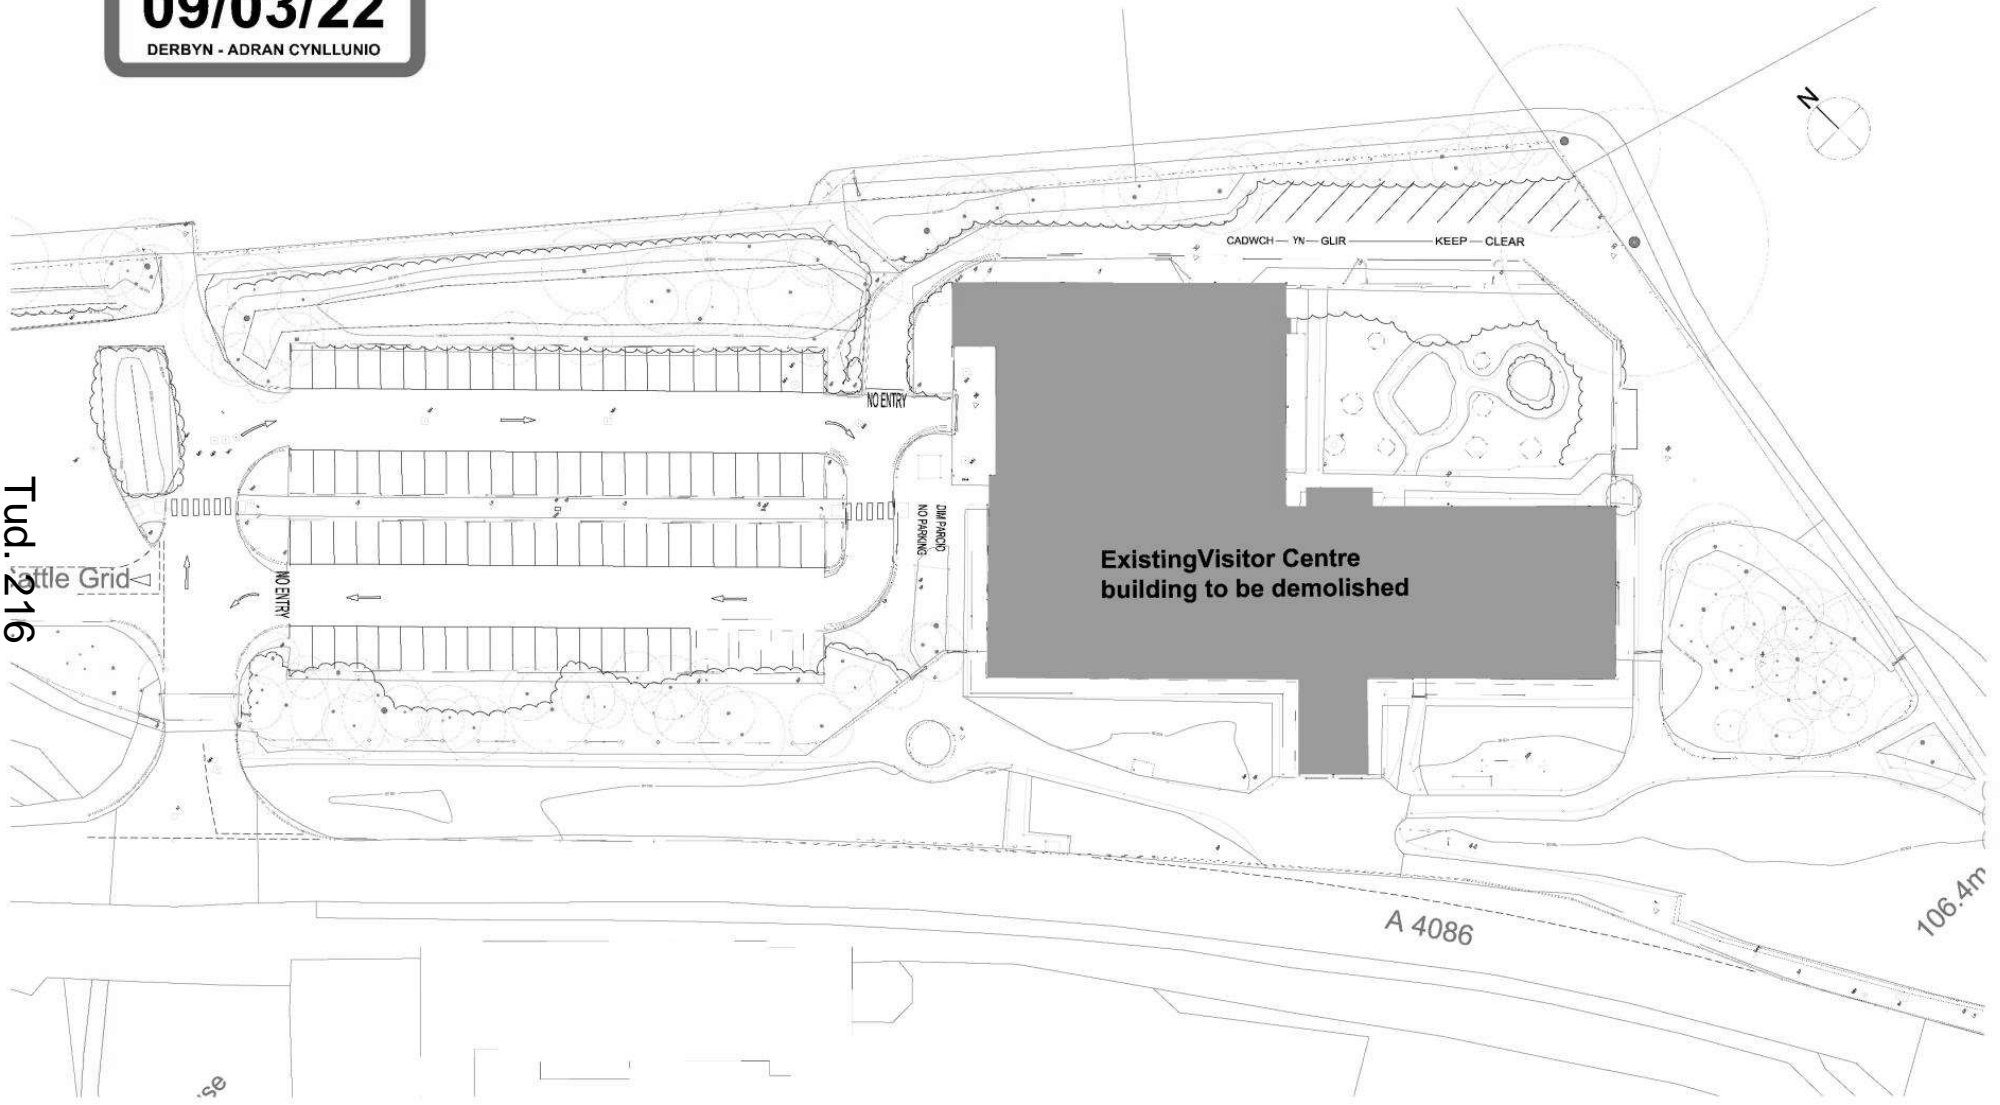 09/03/22
DERBYN - ADRAN CYNLLUNIO
N
CADWCH YN GLIR KEEP CLEAR
NO ENTRY
DIM PARCIO
NO PARKING
ExistingVisitor Centre
building to be demolished
Tud. 216
Grid
NO ENTRY
A 4086
106.4m